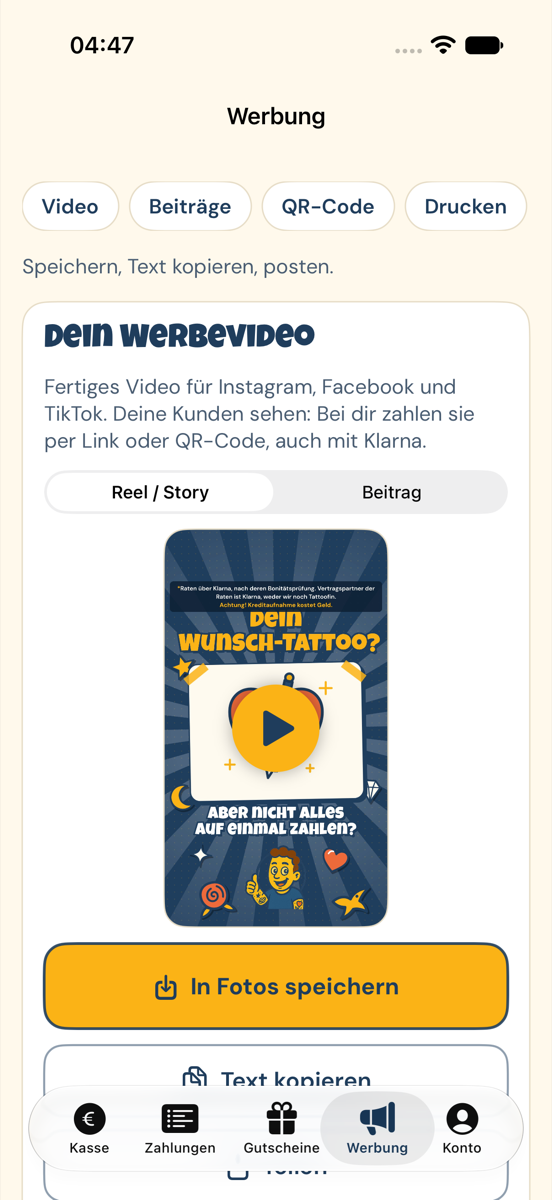 04:47
Werbung
Video
Beiträge
QR-Code
Drucken
Speichern, Text kopieren, posten.
Dein Werbevideo
Fertiges Video für Instagram, Facebook und
TikTok. Deine Kunden sehen: Bei dir zahlen sie
per Link oder QR-Code, auch mit Klarna.
Reel / Story
Beitrag
*Raten über Klarna, nach deren Bonitätsprüfung. Vertragspartner der
Raten ist Klarna, weder wir noch Tattoofin.
Achtung! Kreditaufnahme kostet Geld.
Dein
Wunsch-Tattoo?
Aber nicht alles
auf einmal zahlen?
In Fotos speichern
Text kopieren
Teilen
Kasse
Zahlungen
Gutscheine
Werbung
Konto